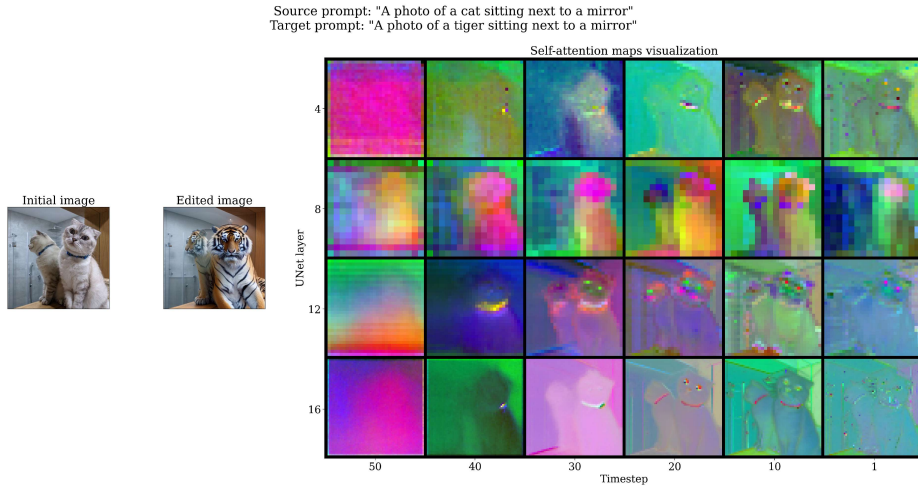 Source prompt: "A photo of a cat sitting next to a mirror"
Target prompt: "A photo of a tiger sitting next to a mirror"
Self-attention maps visualization
Initial image
Edited image
UNet layer
4
8
12
16
50
40
30
20
10
1
Timestep